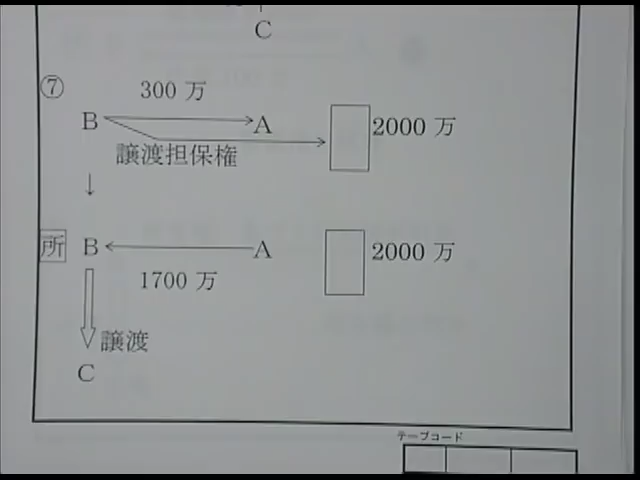 C
⑦
300 万
B A 2000 万
譲渡担保権
所 B A 2000 万
1700 万
譲渡
C
テープコード